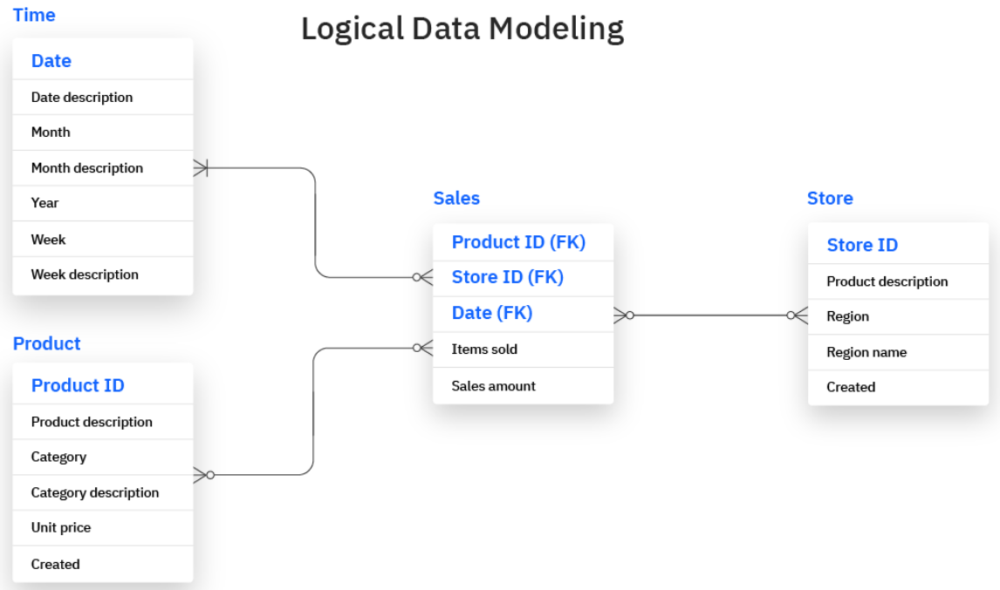 Logical Data Modeling
Time
Date
Date description
Month
Month description
Year
Week
Week description
Product
Product ID
Product description
Category
Category description
Unit price
Created
Sales
Product ID (FK)
Store ID (FK)
Date (FK)
Items sold
Sales amount
Store
Store ID
Product description
Region
Region name
Created